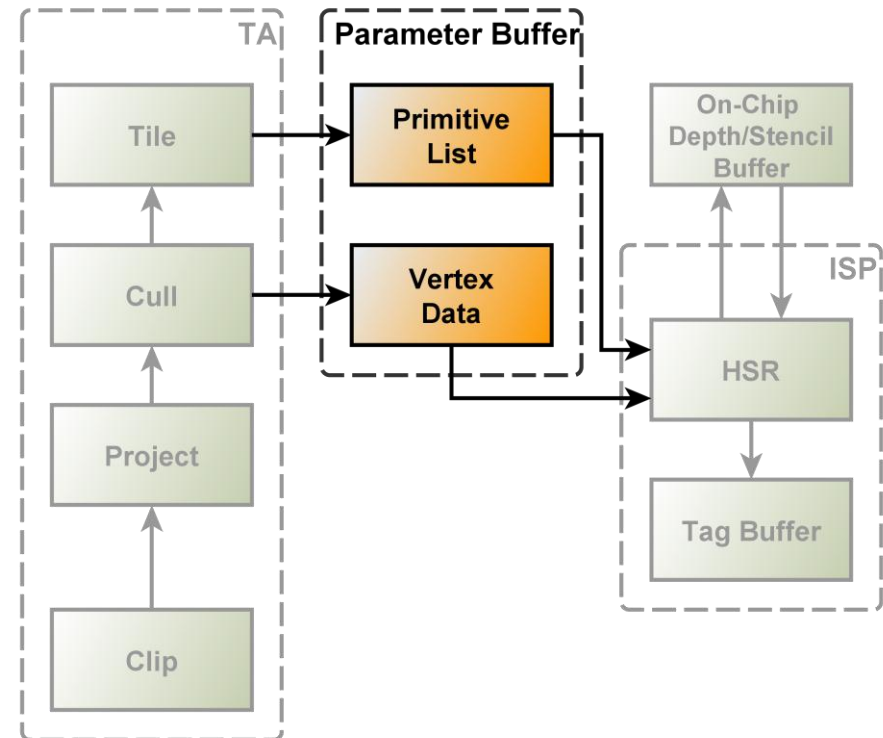 TA
Tile
Cull
Project
Clip
Parameter Buffer
Primitive
List
Vertex
Data
On-Chip
Depth/Stencil
Buffer
ISP
HSR
Tag Buffer